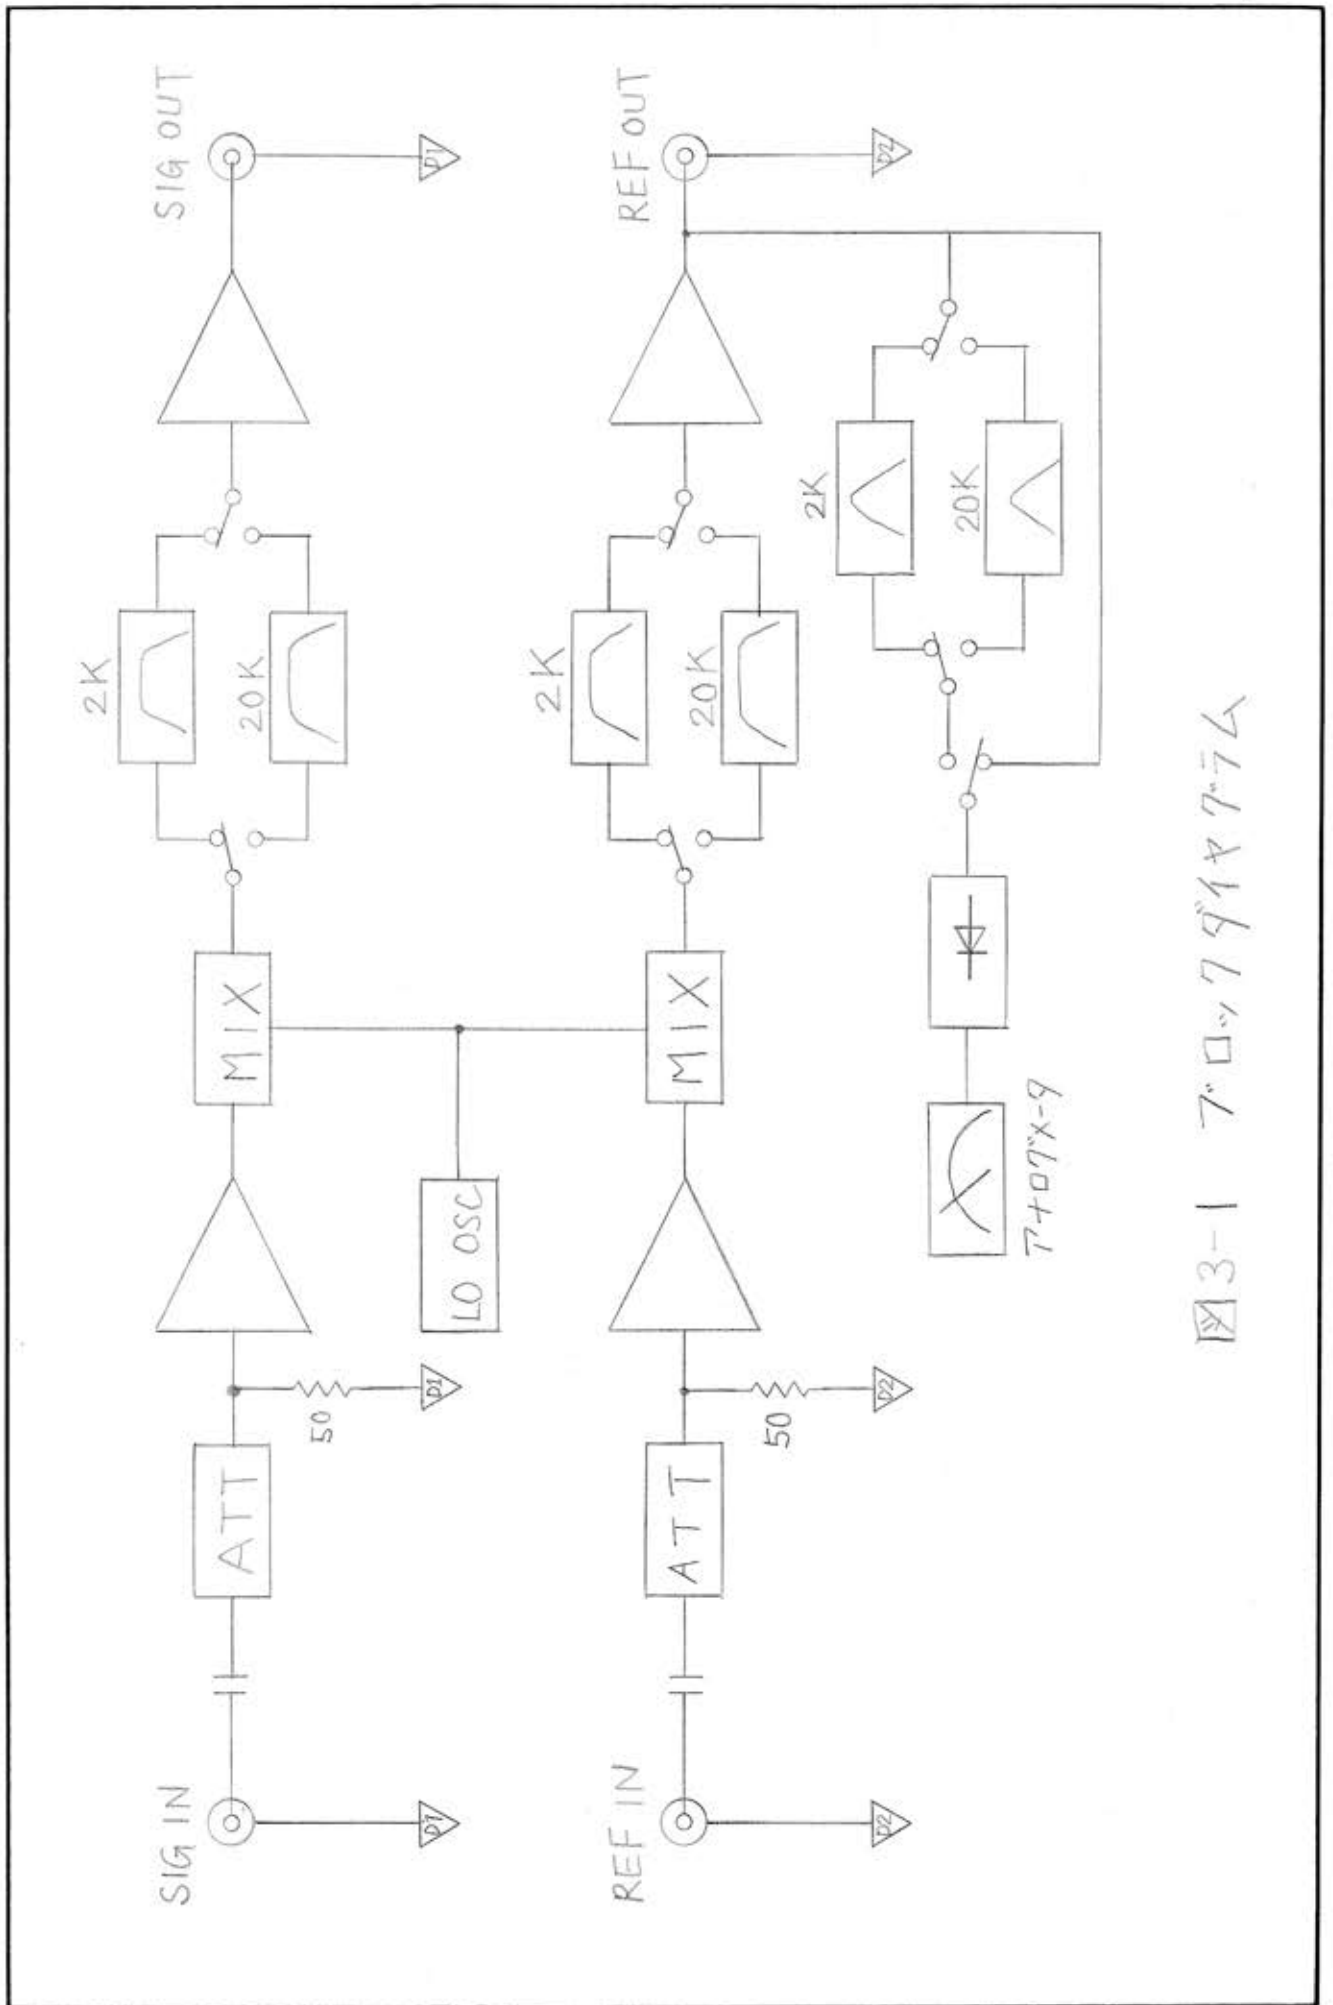 2K
SIG IN
SIG OUT
ATT
MIX
20K
50
D1
D1
D1
LO OSC
2K
REF IN
REF OUT
ATT
MIX
20K
50
2K
D2
D2
D2
20K
アナログメータ
図3-1 ブロックダイヤグラム